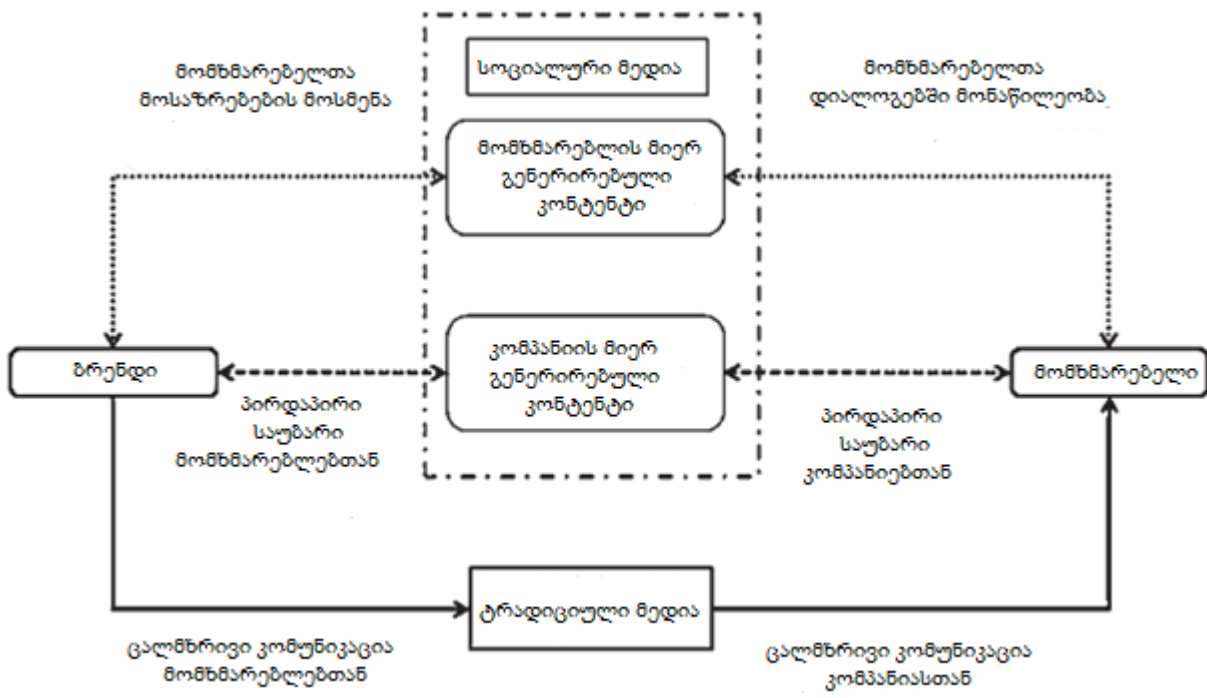 სოციალური მედია
მომხმარებელთა
მოსაზრებების მოსმენა
მომხმარებელთა
დიალოგებში მონაწილეობა
მომხმარებლის მიერ
გენერირებული
კონტენტი
ბრენდი
კომპანიის მიერ
გენერირებული
კონტენტი
მომხმარებელი
პირდაპირი
საუბარი
მომხმარებლებთან
პირდაპირი
საუბარი
კომპანიებთან
ტრადიციული მედია
ცალმხრივი კომუნიკაცია
მომხმარებლებთან
ცალმხრივი კომუნიკაცია
კომპანიასთან